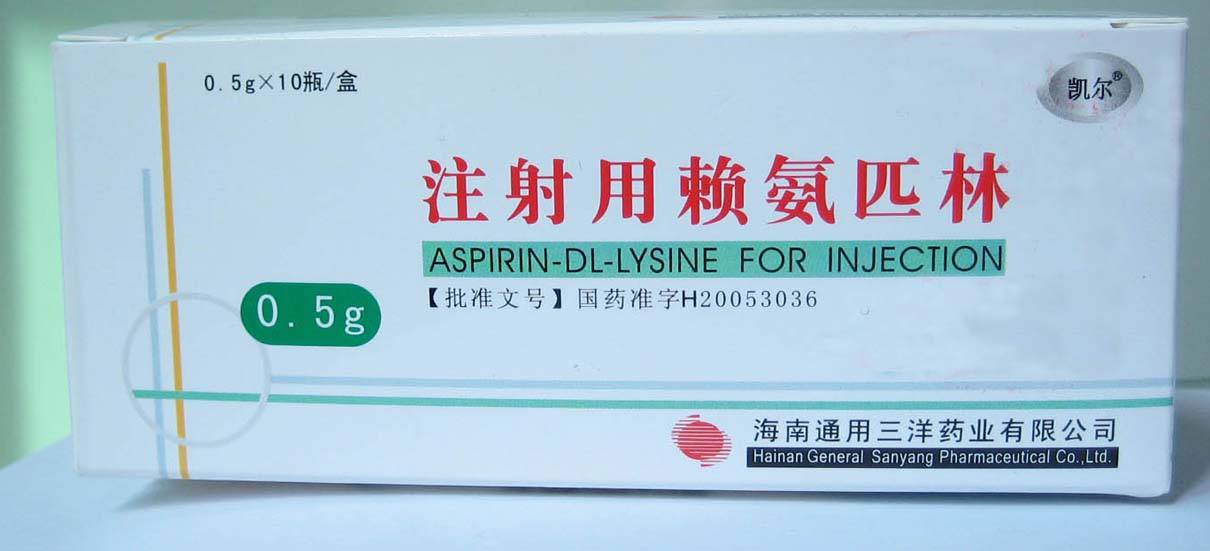 0.5g×10瓶/盒
凯尔®
注射用赖氨匹林
ASPIRIN-DL-LYSINE FOR INJECTION
【批准文号】国药准字H20053036
0.5g
海南通用三洋药业有限公司
Hainan General Sanyang Pharmaceutical Co.,Ltd.